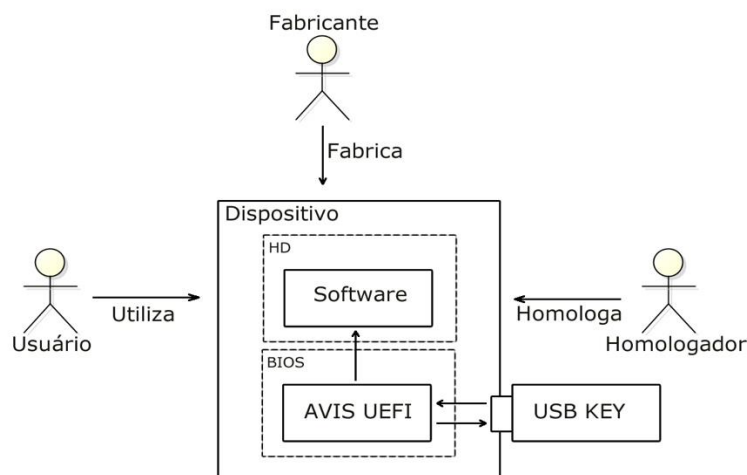 Fabricante
Fabrica
Dispositivo
HD
Software
Utiliza
Usuário
Homologa
Homologador
BIOS
AVIS UEFI
USB KEY